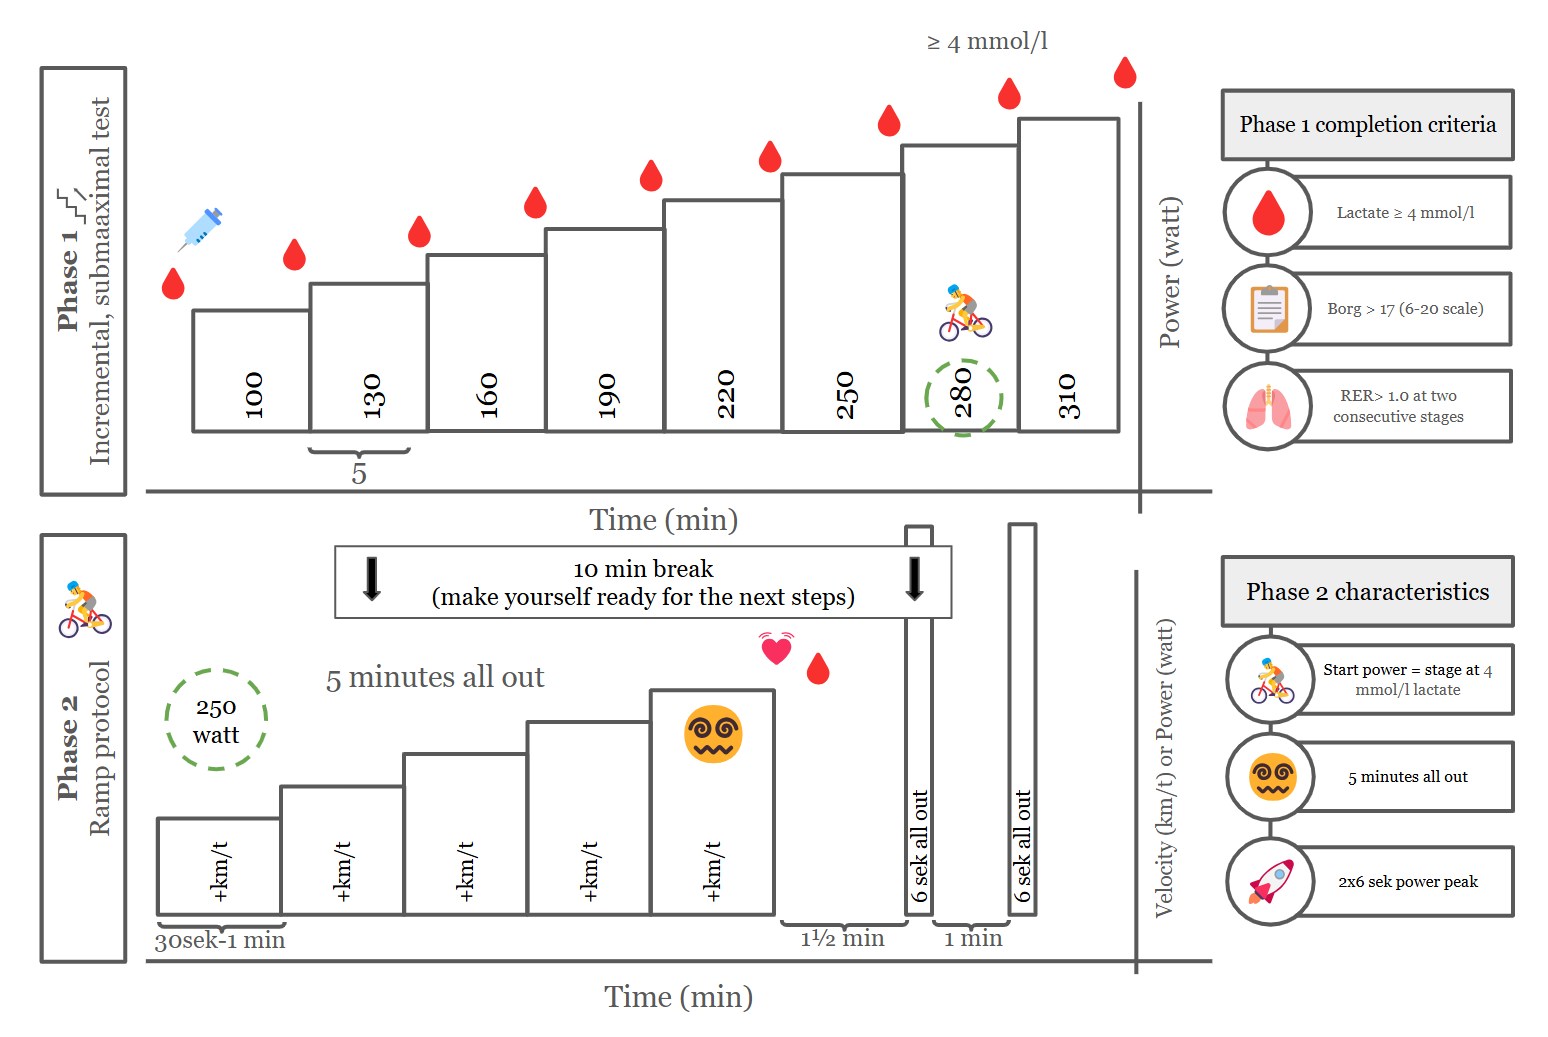 ≥ 4 mmol/l
Phase 1
Incremental, submaaximal test
100
130
160
190
220
250
280
310
5
Time (min)
Power (watt)
Phase 1 completion criteria
Lactate ≥ 4 mmol/l
Borg > 17 (6-20 scale)
RER> 1.0 at two
consecutive stages
Phase 2
Ramp protocol
10 min break
(make yourself ready for the next steps)
5 minutes all out
250
watt
+km/t
+km/t
+km/t
+km/t
+km/t
6 sek all out
6 sek all out
30sek-1 min
1½ min
1 min
Time (min)
Velocity (km/t) or Power (watt)
Phase 2 characteristics
Start power = stage at 4
mmol/l lactate
5 minutes all out
2x6 sek power peak